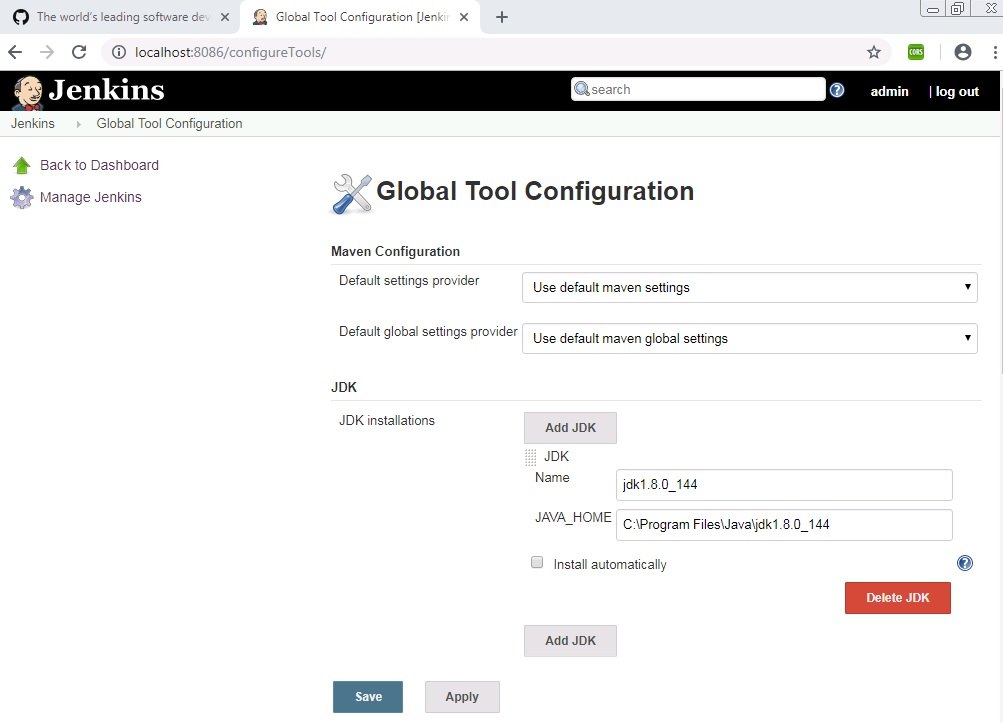 The world's leading software dev
Global Tool Configuration [Jenkin
localhost:8086/configureTools/
CORS
Jenkins
search
admin
| log out
Jenkins
Global Tool Configuration
Back to Dashboard
Manage Jenkins
Global Tool Configuration
Maven Configuration
Default settings provider
Use default maven settings
Default global settings provider
Use default maven global settings
JDK
JDK installations
Add JDK
JDK
Name
jdk1.8.0_144
JAVA_HOME
C:\Program Files\Java\jdk1.8.0_144
Install automatically
Delete JDK
Add JDK
Save
Apply